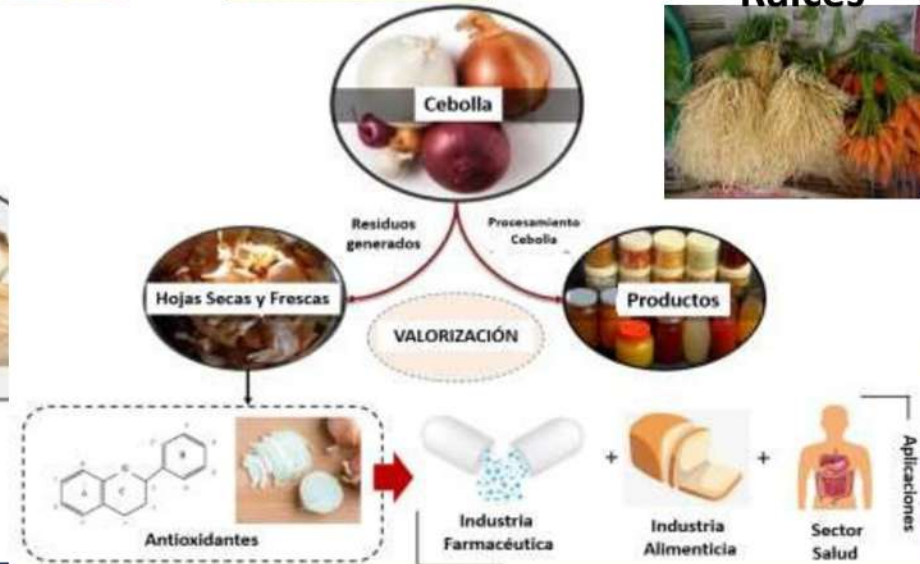 Raíces
Cebolla
Residuos
generados
Procesamiento
Cebolla
Hojas Secas y Frescas
Productos
VALORIZACIÓN
Antioxidantes
Industria
Farmacéutica
+
Industria
Alimenticia
+
Sector
Salud
Aplicaciones